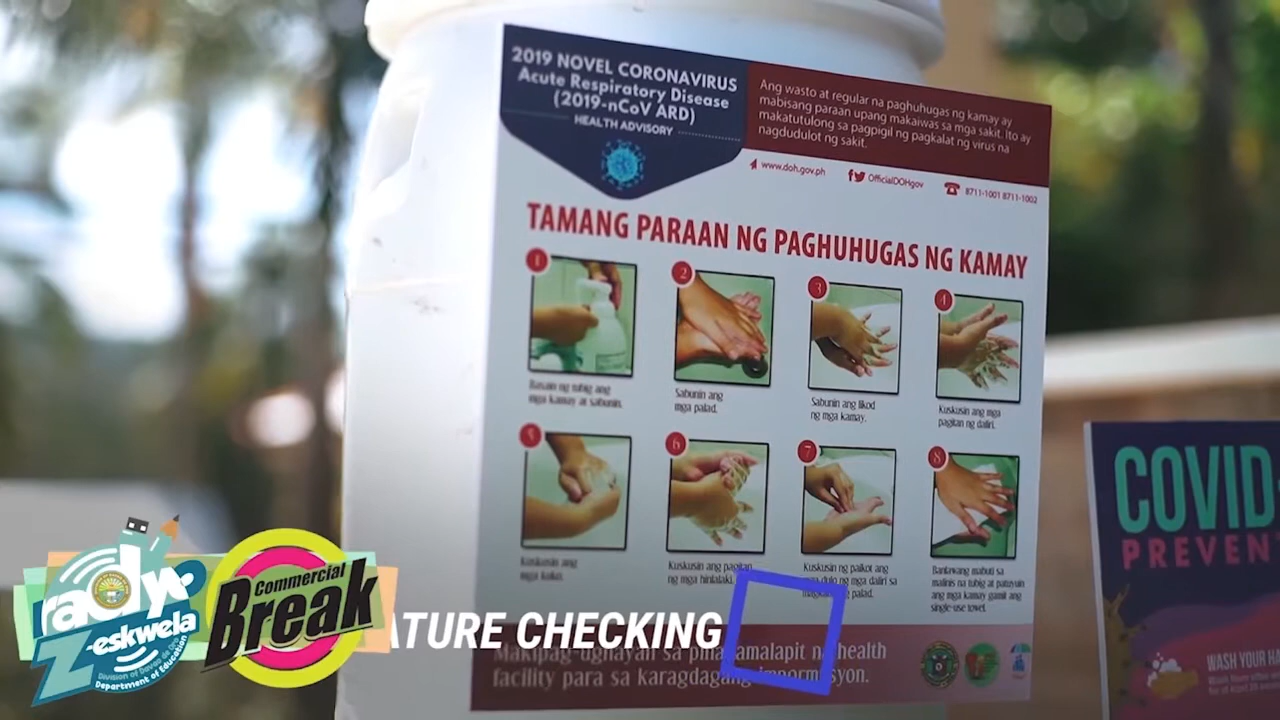 2019 NOVEL CORONAVIRUS
Acute Respiratory Disease
(2019-nCoV ARD)
HEALTH ADVISORY
Ang wasto at regular na paghuhugas ng kamay ay
mabisang paraan upang makaiwas sa mga sakit. Ito ay
makatutulong sa pagpigil ng pagkalat ng virus na
nagdudulot ng sakit.
www.doh.gov.ph
OfficialDOHgov
8711-1001 8711-1002
TAMANG PARAAN NG PAGHUHUGAS NG KAMAY
1
2
3
4
Basain ng tubig ang
mga kamay at sabunin.
Sabunin ang
mga palad.
Sabunin ang likod
ng mga kamay.
Kuskusin ang mga
pagitan ng daliri.
5
6
7
8
Kuskusin ang
mga kuko.
Kuskusin ang pagitan
ng mga hinlalaki.
Kuskusin ng paikot ang
mga dulo ng mga daliri sa
palad.
Banlawang mabuti sa
malinis na tubig at patuyuin
ang mga kamay gamit ang
single-use towel.
Makipag-ugnayan sa health
facility para sa karagdagang
COVID
PREVEN
WASH YOUR HA
ATURE CHECKING
radyo
eskwela
Division of Davao de Oro
Department of Education
Commercial
Break